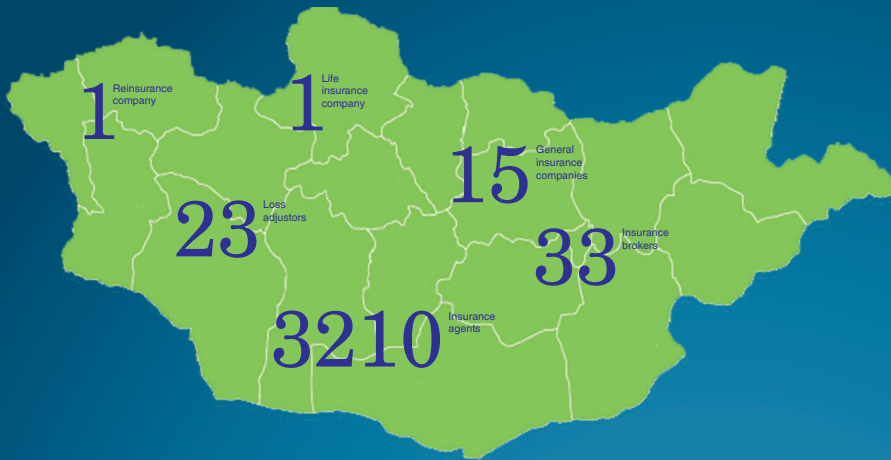 1
Reinsurance
company
1
Life
insurance
company
15
General
insurance
companies
23
Loss
adjustors
33
Insurance
brokers
3210
Insurance
agents